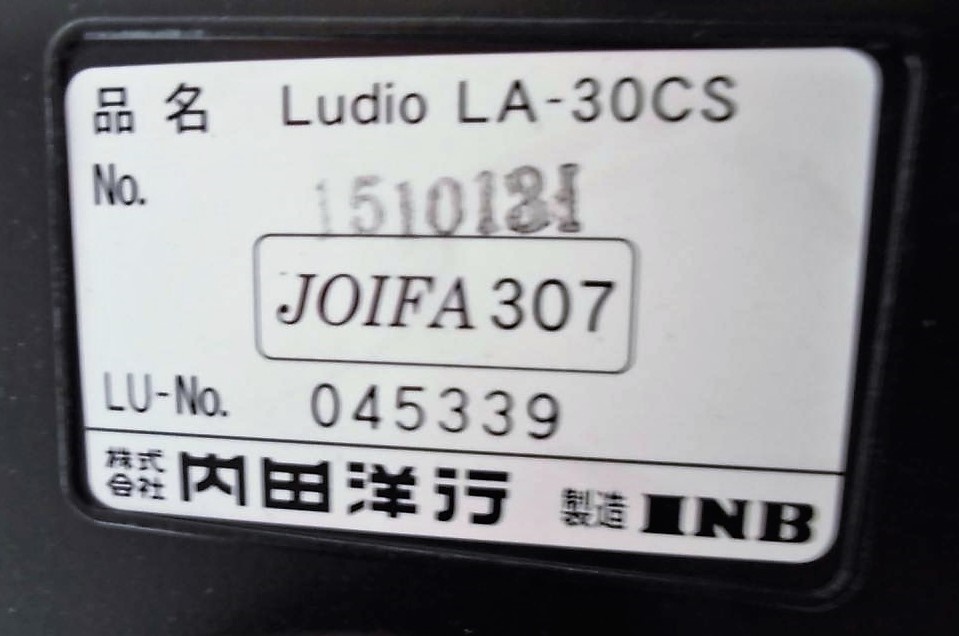 品名 Ludio LA-30CS
No. 1510131
JOIFA 307
LU-No. 045339
株式会社 内田洋行 製造 INB